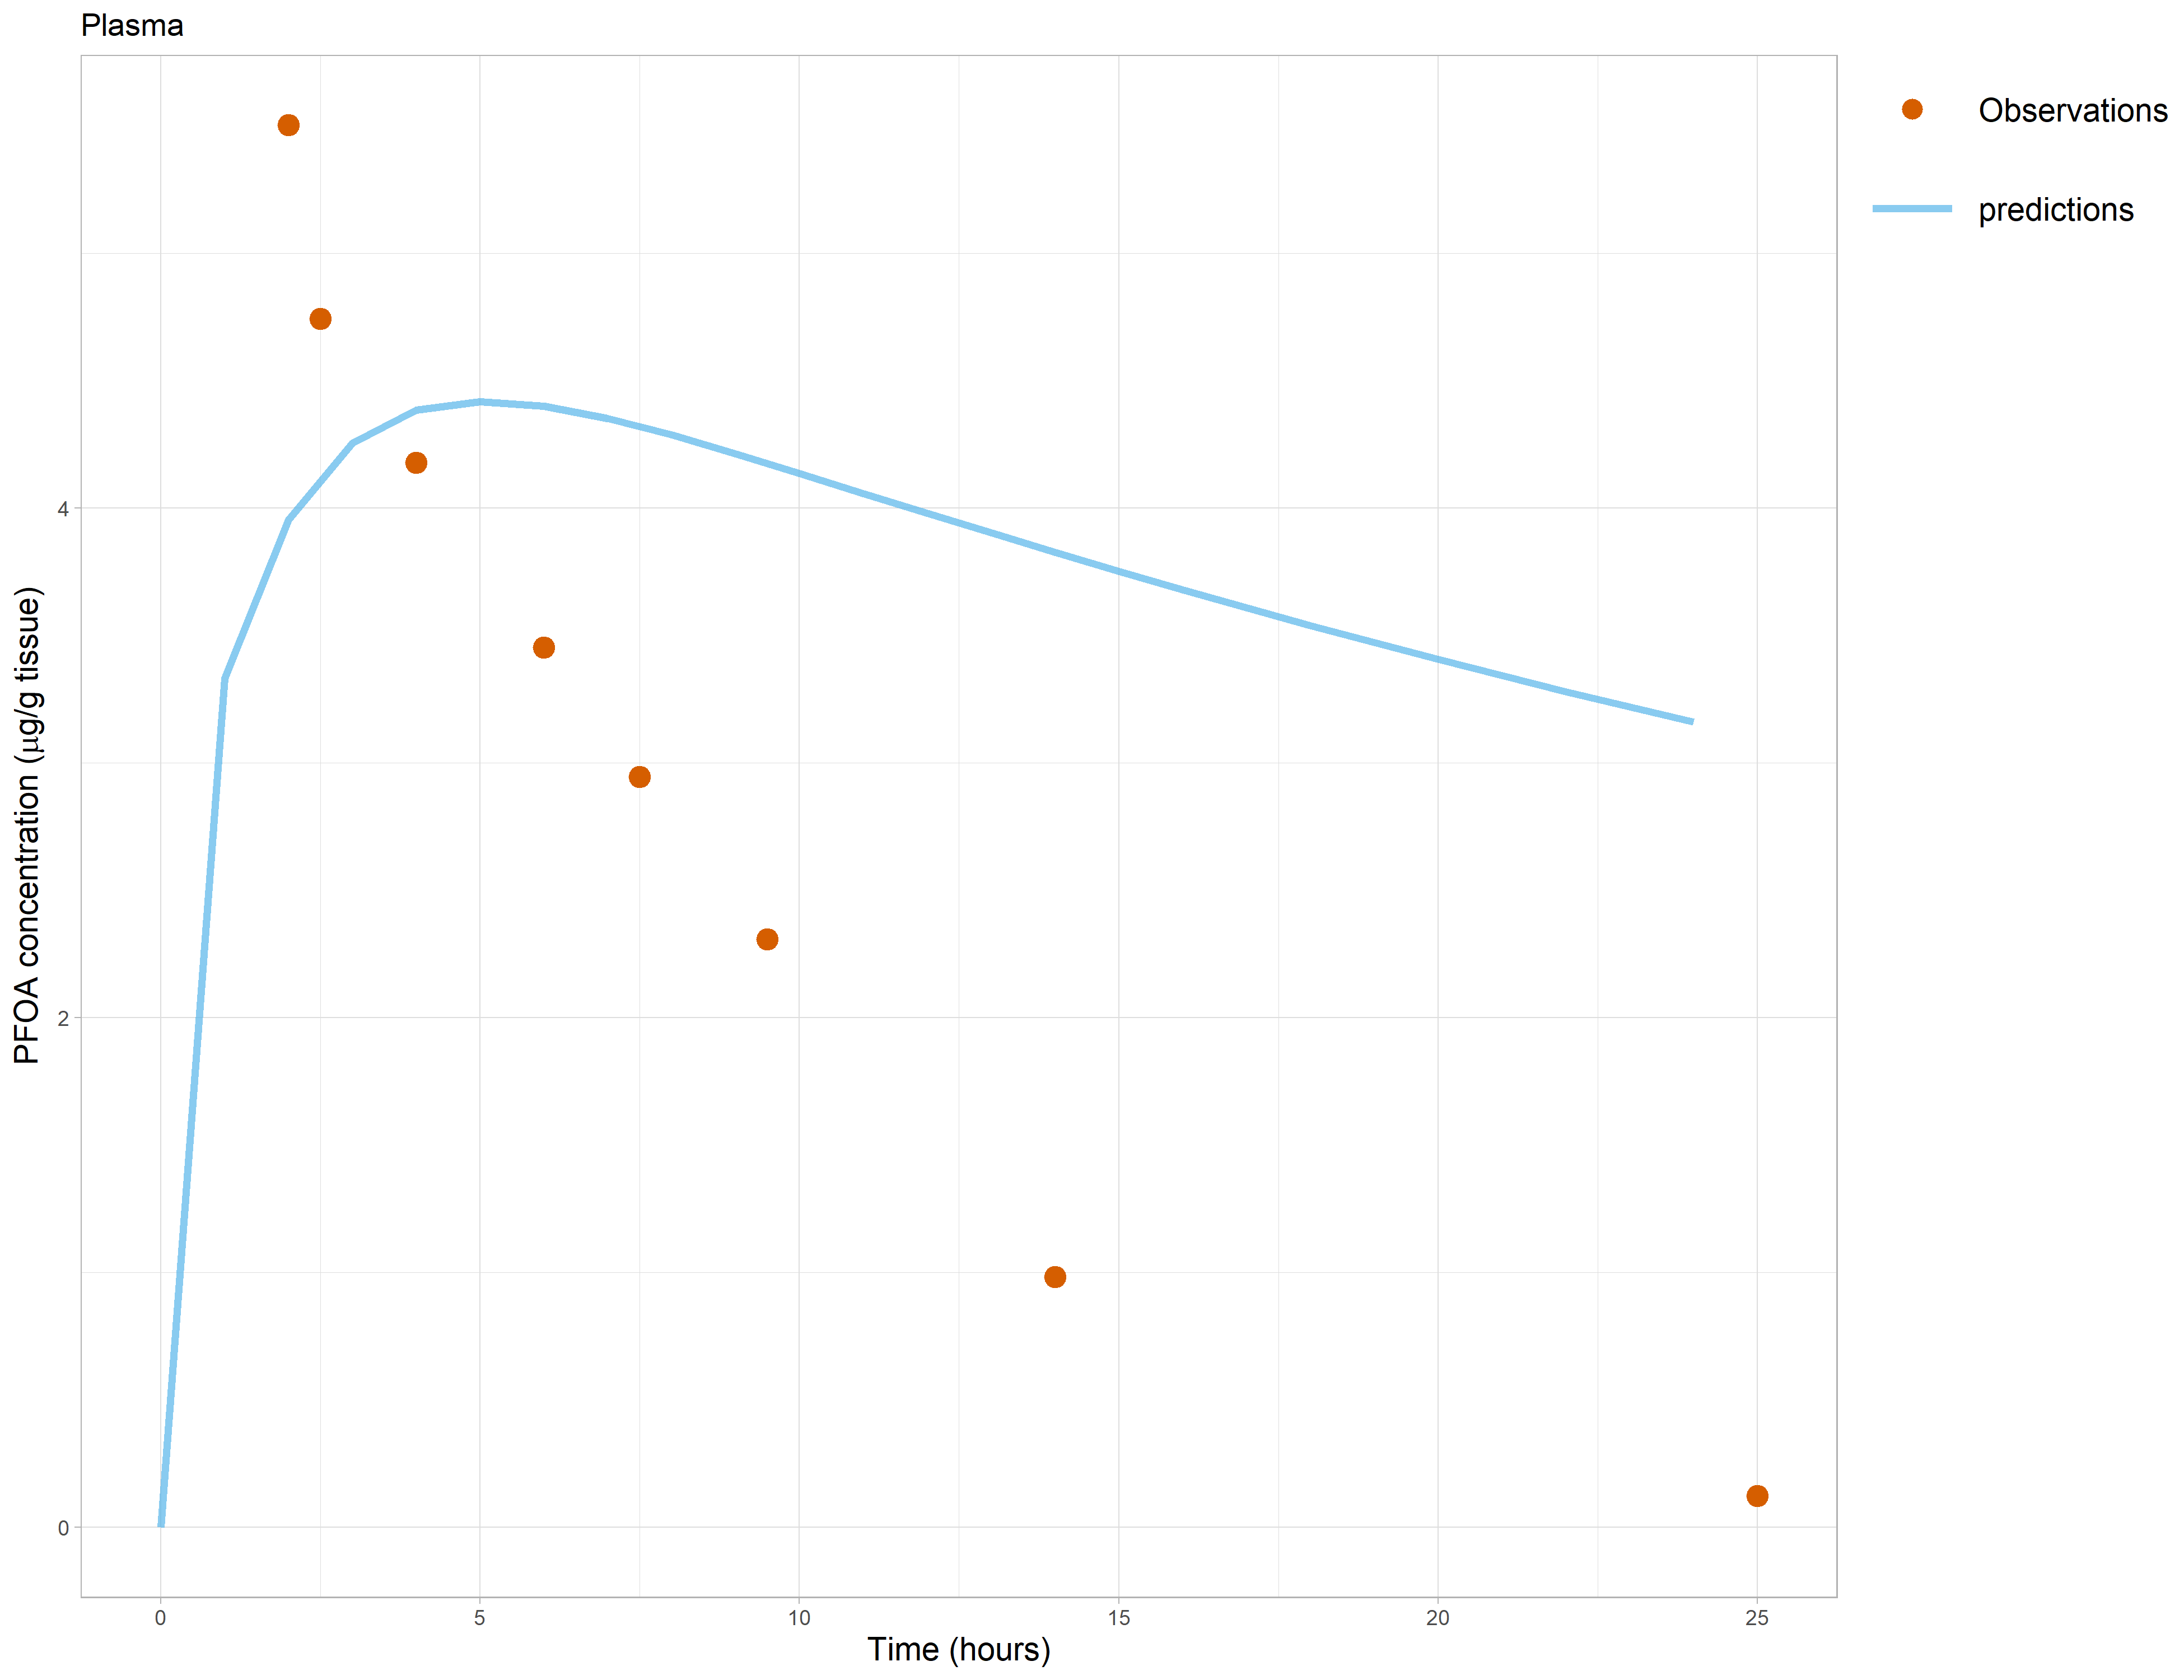 Plasma
Observations
predictions
PFOA concentration (μg/g tissue)
4
2
0
0 5 10 15 20 25
Time (hours)